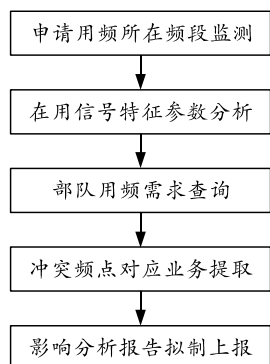 申请用频所在频段监测
在用信号特征参数分析
部队用频需求查询
冲突频点对应业务提取
影响分析报告拟制上报